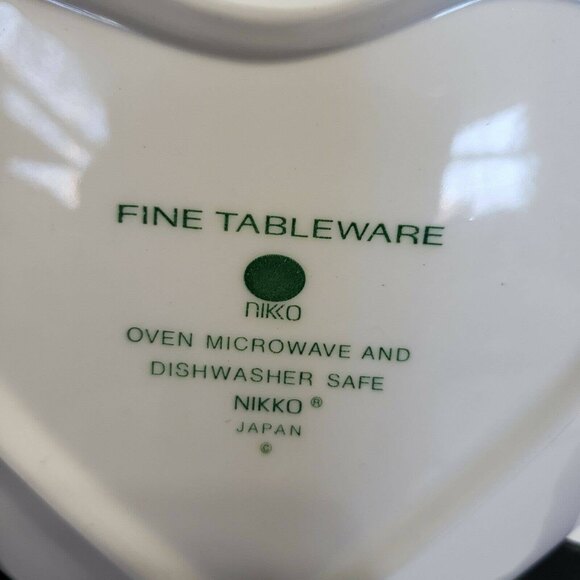 FINE TABLEWARE
NIKKO
OVEN MICROWAVE AND
DISHWASHER SAFE
NIKKO ®
JAPAN
©